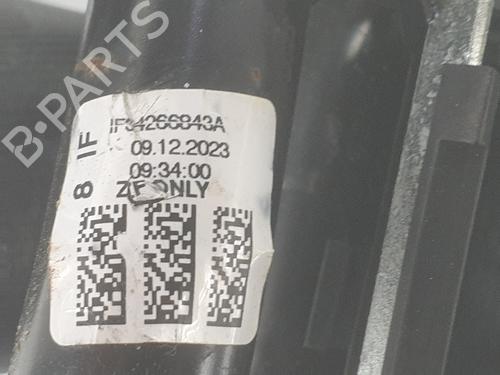 B-PARTS
IF34266843A
8 IF
09.12.2023
09:34:00
ZF ONLY